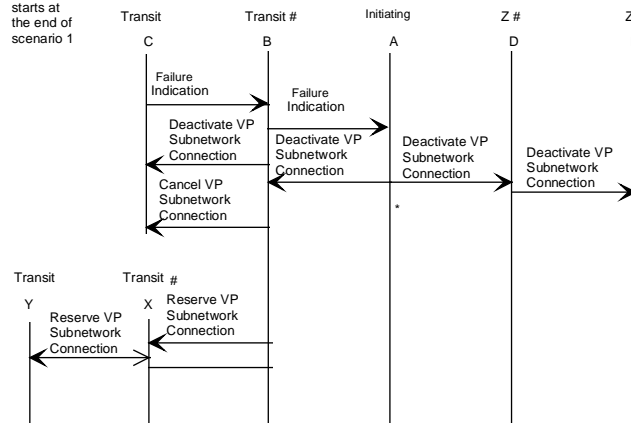 starts at
the end of
scenario 1
Transit
Transit #
Initiating
Z #
Z
C
B
A
D
Failure
Indication
Failure
Indication
Deactivate VP
Subnetwork
Connection
Deactivate VP
Subnetwork
Connection
Deactivate VP
Subnetwork
Connection
Deactivate VP
Subnetwork
Connection
Cancel VP
Subnetwork
Connection
*
Transit
Transit #
Y
X
Reserve VP
Subnetwork
Connection
Reserve VP
Subnetwork
Connection